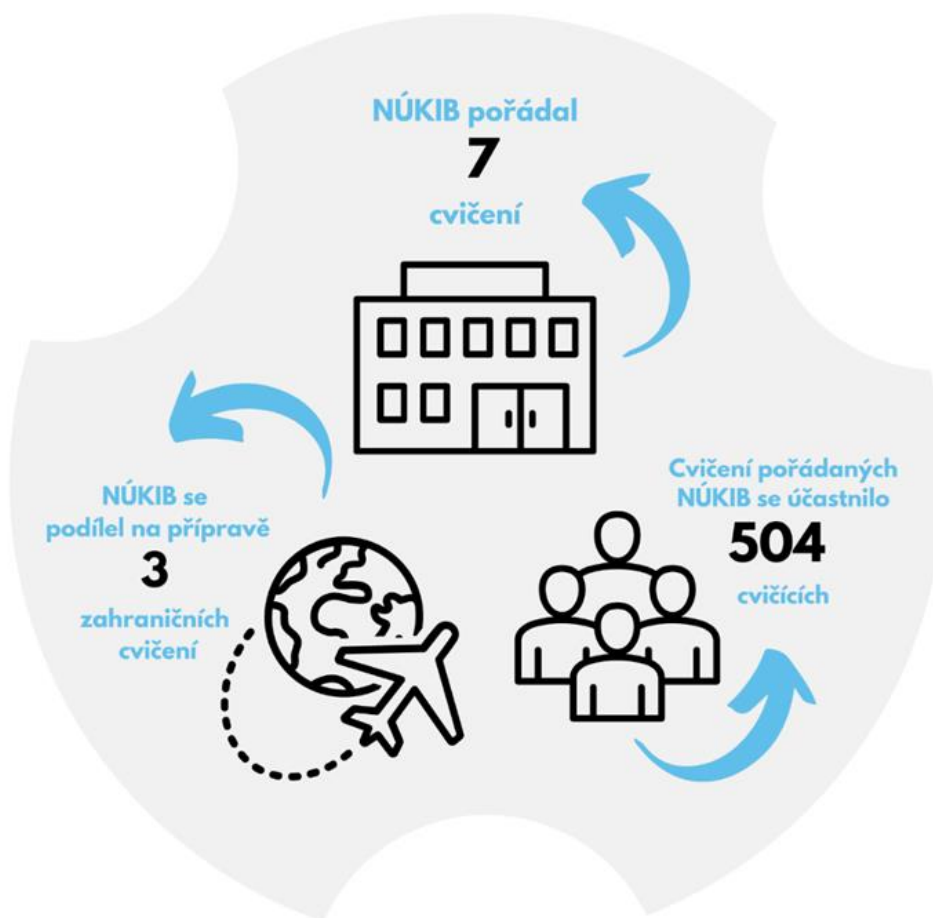 NÚKIB pořádal
7
cvičení
NÚKIB se
podílel na přípravě
3
zahraničních
cvičení
Cvičení pořádaných
NÚKIB se účastnilo
504
cvičících